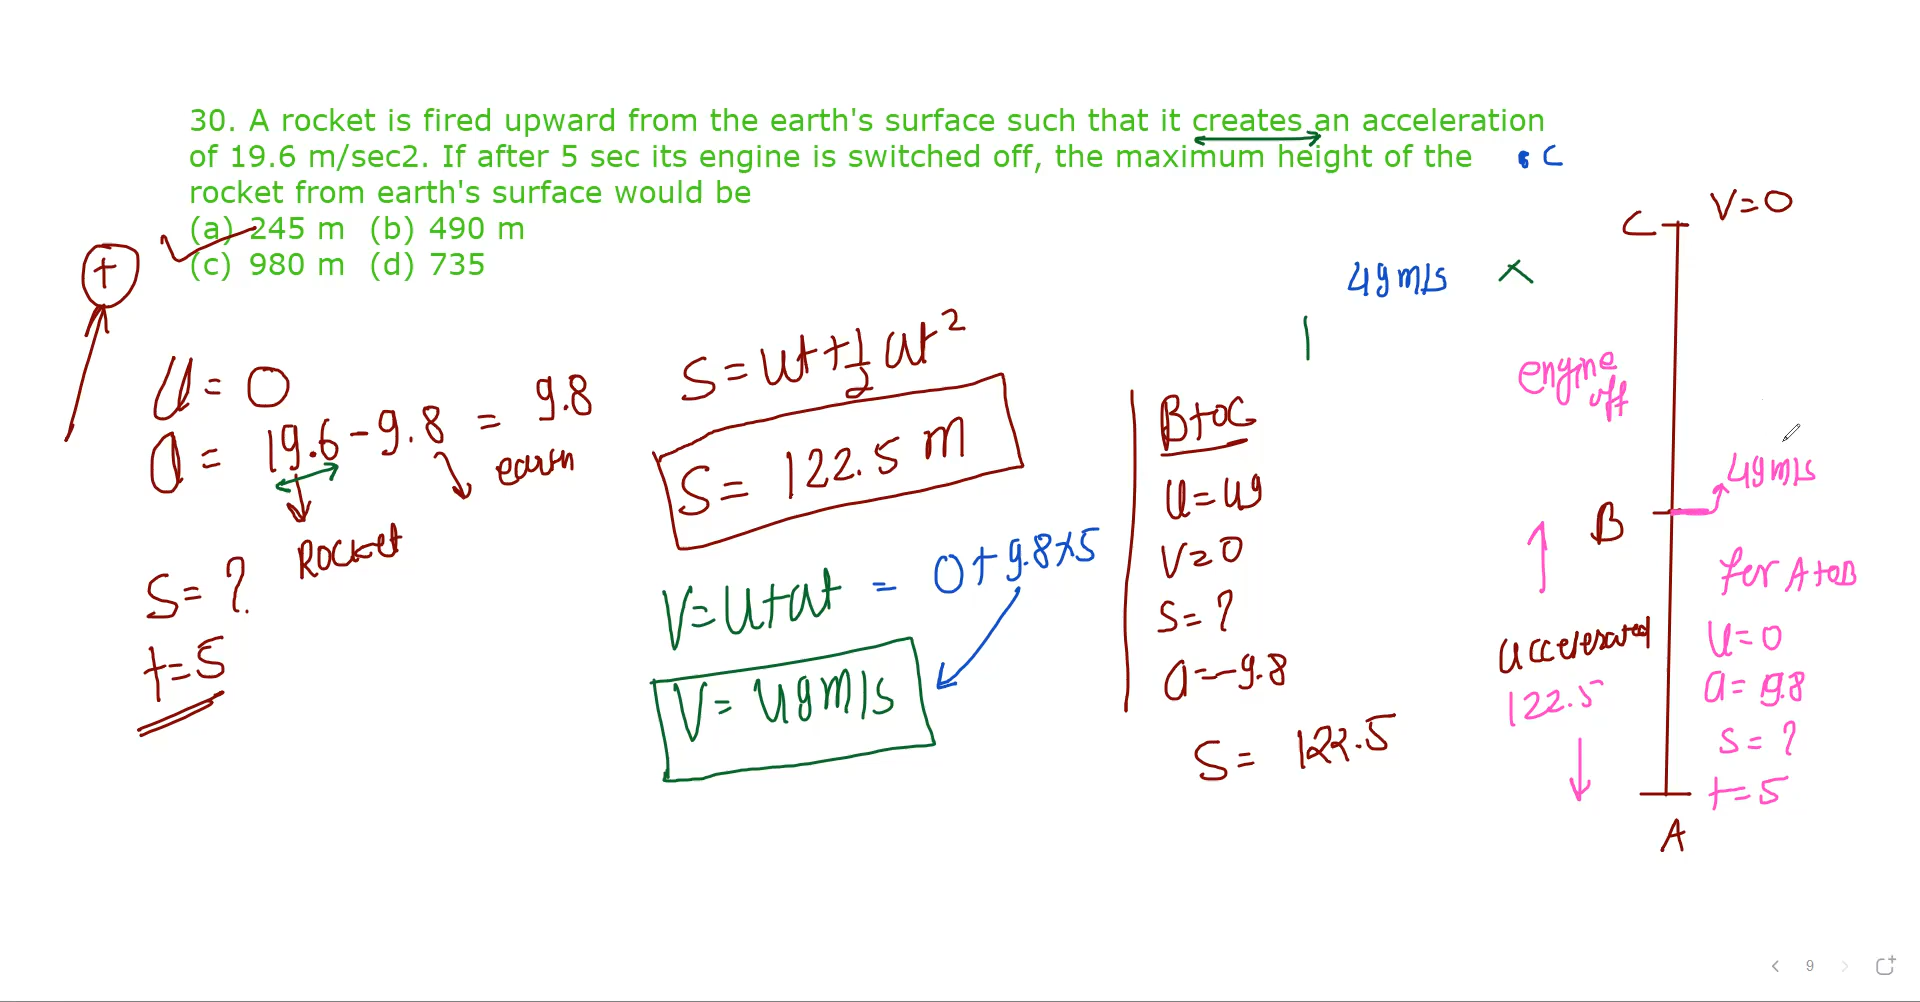 30. A rocket is fired upward from the earth's surface such that it creates an acceleration
of 19.6 m/sec2. If after 5 sec its engine is switched off, the maximum height of the
rocket from earth's surface would be
(a) 245 m (b) 490 m
(c) 980 m (d) 735
C
+
U = 0
a = 19.6 - 9.8 = 9.8
earth
Rocket
S = ?
t = 5
S = ut + 1/2 at²
S = 122.5 m
V = u + at = 0 + 9.8 x 5
V = 49 m/s
B to C
U = 49
V = 0
S = ?
a = -9.8
S = 122.5
49 m/s
C V = 0
engine
off
49 m/s
B
for A to B
accelerated
U = 0
122.5
a = 9.8
S = ?
t = 5
A
9